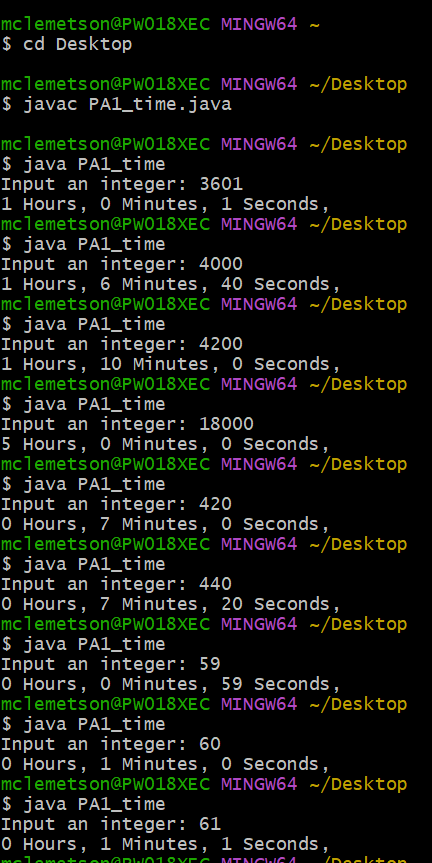 mclemetson@PW018XEC MINGW64 ~
$ cd Desktop
mclemetson@PW018XEC MINGW64 ~/Desktop
$ javac PA1_time.java
mclemetson@PW018XEC MINGW64 ~/Desktop
$ java PA1_time
Input an integer: 3601
1 Hours, 0 Minutes, 1 Seconds,
mclemetson@PW018XEC MINGW64 ~/Desktop
$ java PA1_time
Input an integer: 4000
1 Hours, 6 Minutes, 40 Seconds,
mclemetson@PW018XEC MINGW64 ~/Desktop
$ java PA1_time
Input an integer: 4200
1 Hours, 10 Minutes, 0 Seconds,
mclemetson@PW018XEC MINGW64 ~/Desktop
$ java PA1_time
Input an integer: 18000
5 Hours, 0 Minutes, 0 Seconds,
mclemetson@PW018XEC MINGW64 ~/Desktop
$ java PA1_time
Input an integer: 420
0 Hours, 7 Minutes, 0 Seconds,
mclemetson@PW018XEC MINGW64 ~/Desktop
$ java PA1_time
Input an integer: 440
0 Hours, 7 Minutes, 20 Seconds,
mclemetson@PW018XEC MINGW64 ~/Desktop
$ java PA1_time
Input an integer: 59
0 Hours, 0 Minutes, 59 Seconds,
mclemetson@PW018XEC MINGW64 ~/Desktop
$ java PA1_time
Input an integer: 60
0 Hours, 1 Minutes, 0 Seconds,
mclemetson@PW018XEC MINGW64 ~/Desktop
$ java PA1_time
Input an integer: 61
0 Hours, 1 Minutes, 1 Seconds,